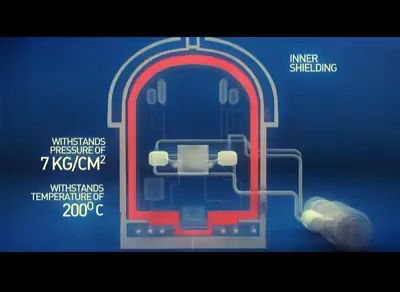 INNER
SHIELDING
WITHSTANDS
PRESSURE OF
7 KG/CM²
WITHSTANDS
TEMPERATURE OF
200⁰ C